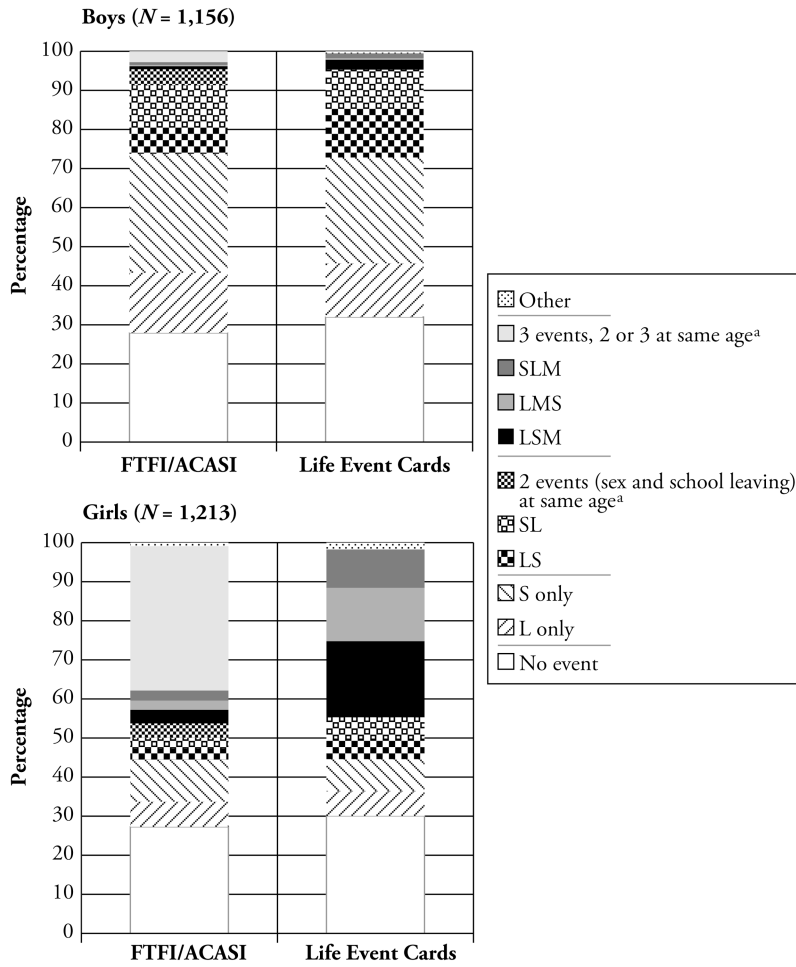 Boys (N = 1,156)
100
90
80
70
60
50
40
30
20
10
0
Percentage
FTFI/ACASI
Life Event Cards
Girls (N = 1,213)
100
90
80
70
60
50
40
30
20
10
0
Percentage
FTFI/ACASI
Life Event Cards
Other
3 events, 2 or 3 at same ageᵃ
SLM
LMS
LSM
2 events (sex and school leaving)
at same ageᵃ
SL
LS
S only
L only
No event